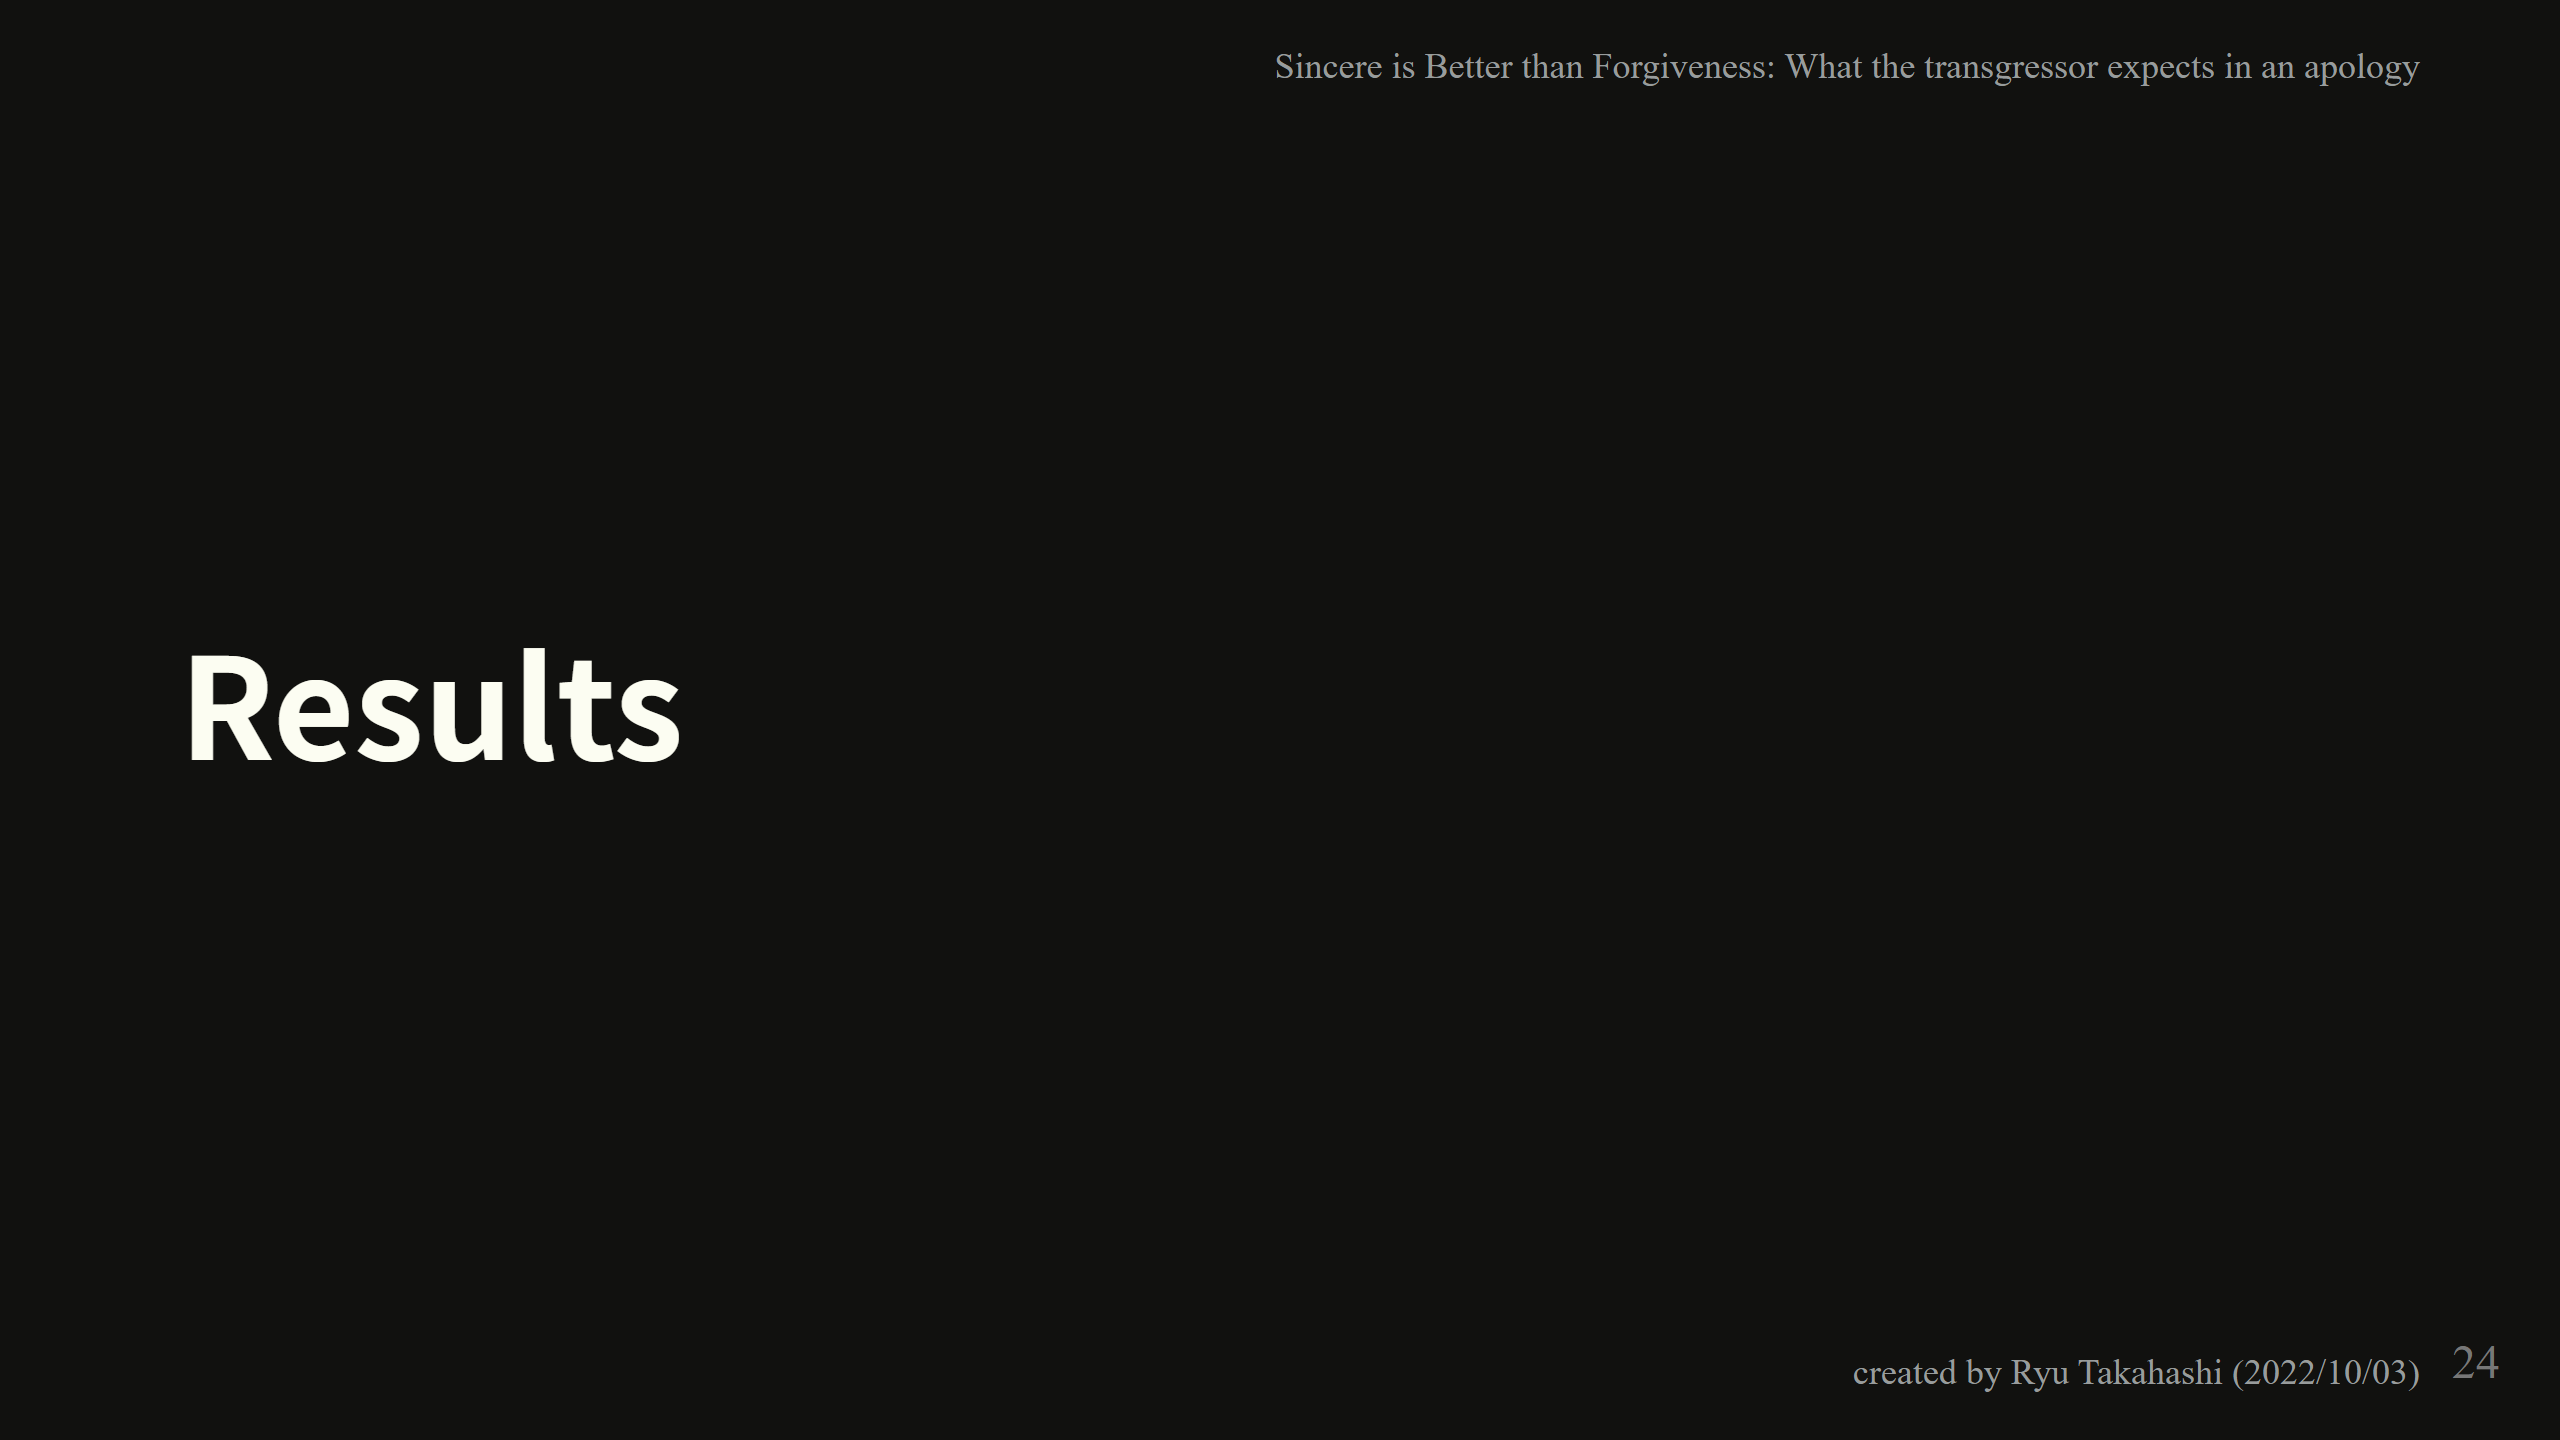 Sincere is Better than Forgiveness: What the transgressor expects in an apology
Results
created by Ryu Takahashi (2022/10/03)
24